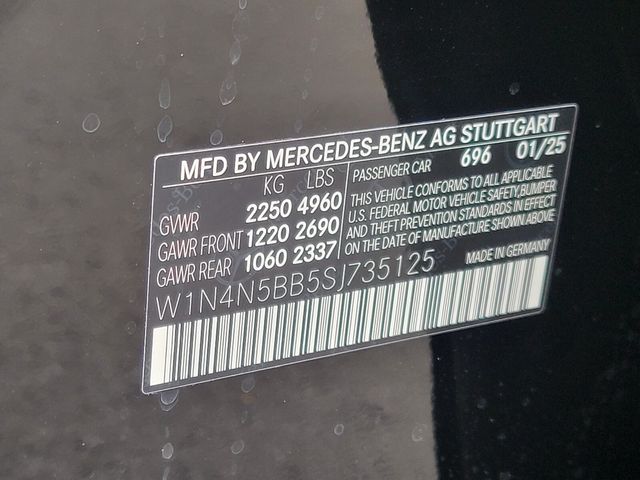 MFD BY MERCEDES-BENZ AG STUTTGART
KG LBS
GVWR 2250 4960
GAWR FRONT 1220 2690
GAWR REAR 1060 2337
PASSENGER CAR 696 01/25
THIS VEHICLE CONFORMS TO ALL APPLICABLE
U.S. FEDERAL MOTOR VEHICLE SAFETY, BUMPER
AND THEFT PREVENTION STANDARDS IN EFFECT
ON THE DATE OF MANUFACTURE SHOWN ABOVE
MADE IN GERMANY
W1N4N5BB5SJ735125